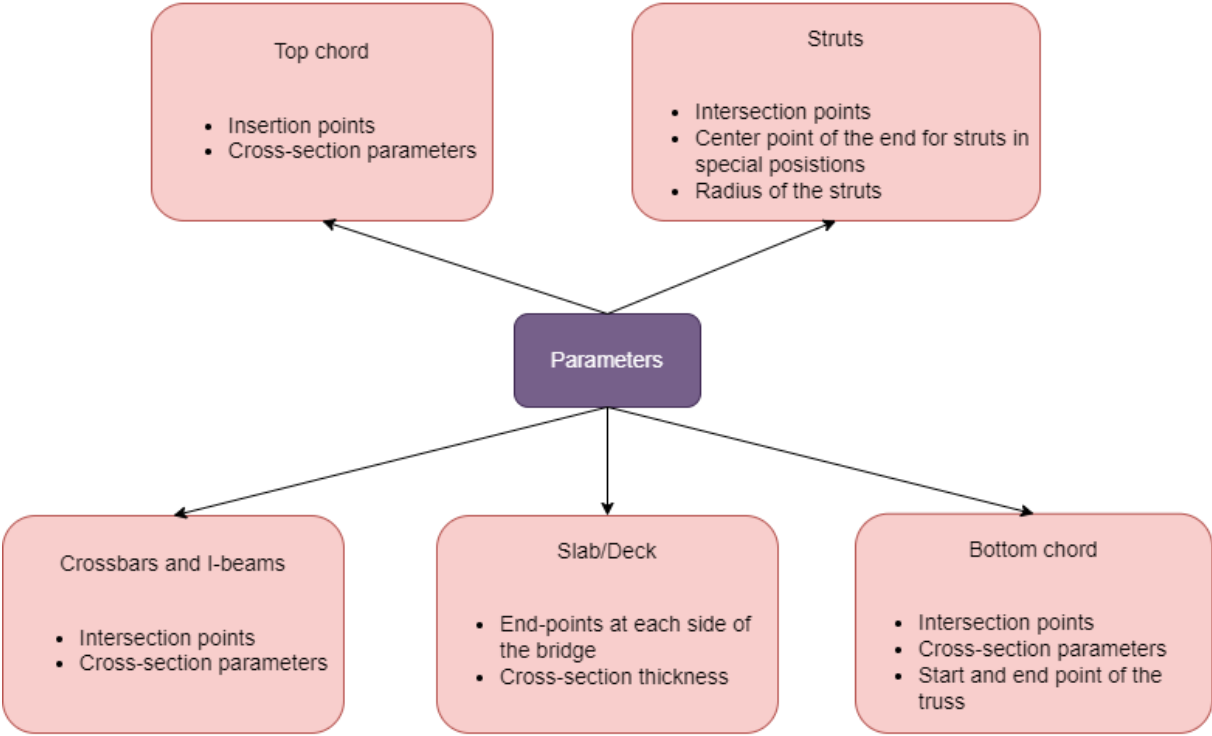 Top chord
• Insertion points
• Cross-section parameters
Struts
• Intersection points
• Center point of the end for struts in
special posistions
• Radius of the struts
Parameters
Crossbars and I-beams
• Intersection points
• Cross-section parameters
Slab/Deck
• End-points at each side of
the bridge
• Cross-section thickness
Bottom chord
• Intersection points
• Cross-section parameters
• Start and end point of the
truss